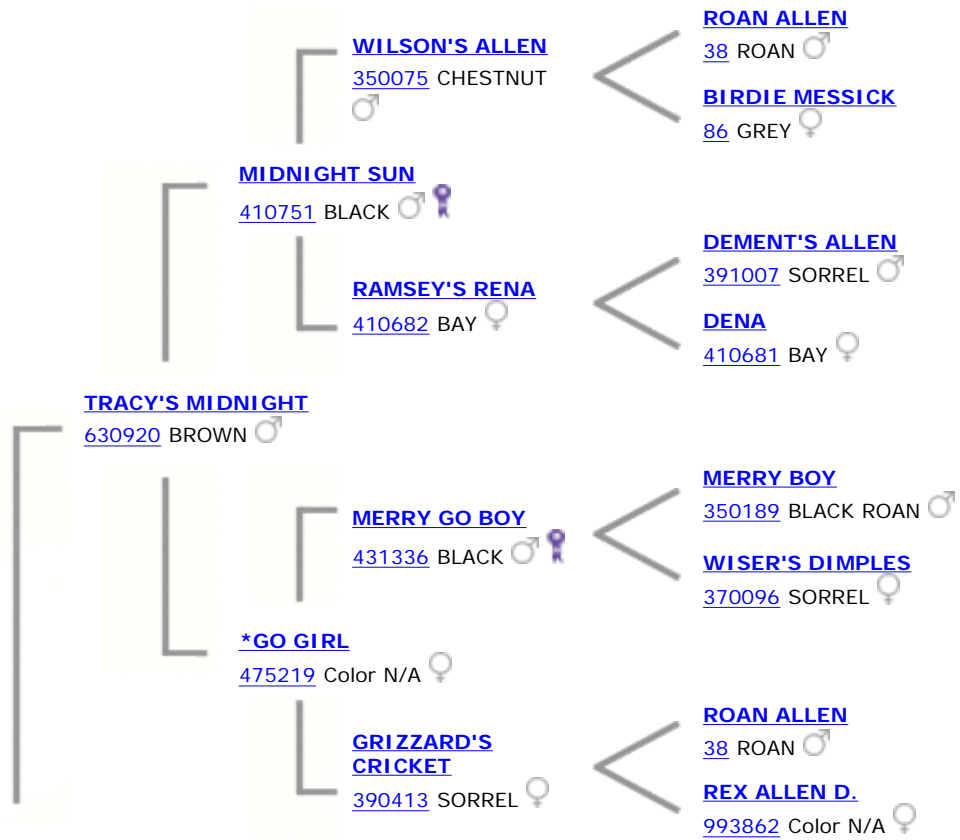 WILSON'S ALLEN
350075 CHESTNUT
ROAN ALLEN
38 ROAN
BIRDIE MESSICK
86 GREY
MIDNIGHT SUN
410751 BLACK
RAMSEY'S RENA
410682 BAY
DEMENT'S ALLEN
391007 SORREL
DENA
410681 BAY
TRACY'S MIDNIGHT
630920 BROWN
MERRY GO BOY
431336 BLACK
MERRY BOY
350189 BLACK ROAN
WISER'S DIMPLES
370096 SORREL
*GO GIRL
475219 Color N/A
GRIZZARD'S
CRICKET
390413 SORREL
ROAN ALLEN
38 ROAN
REX ALLEN D.
993862 Color N/A